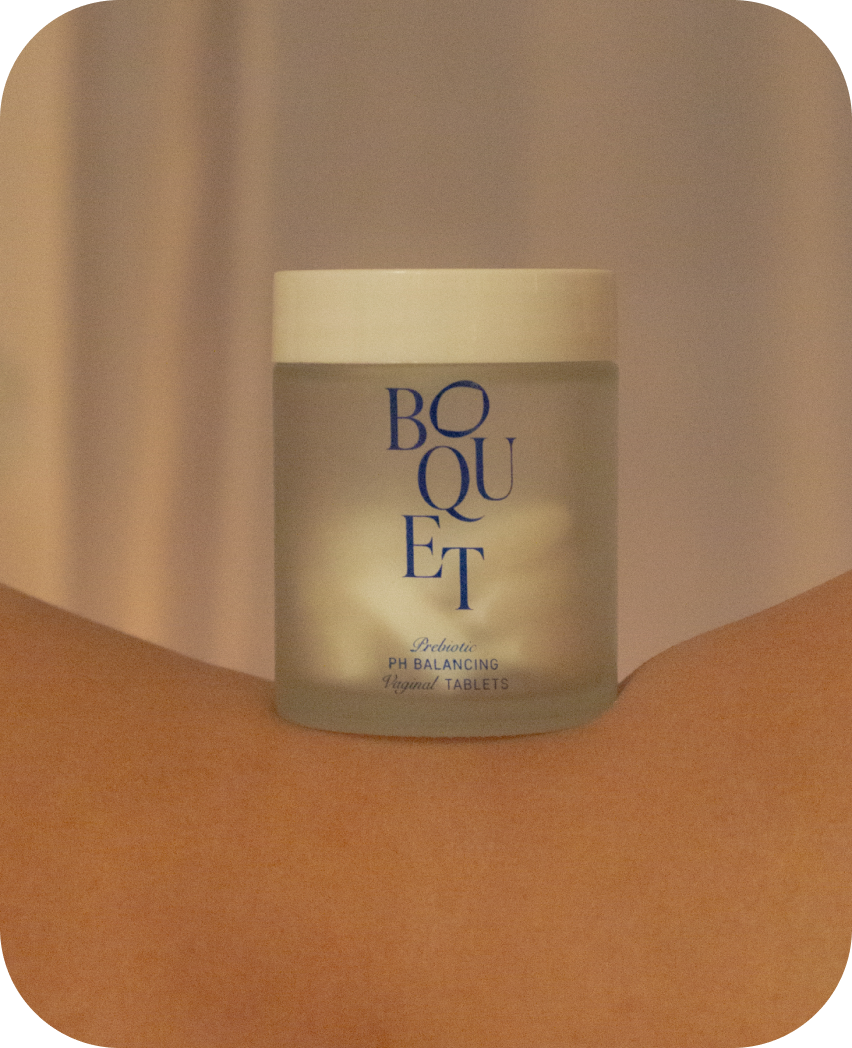 BO
QU
ET
Prebiotic
PH BALANCING
Vaginal TABLETS